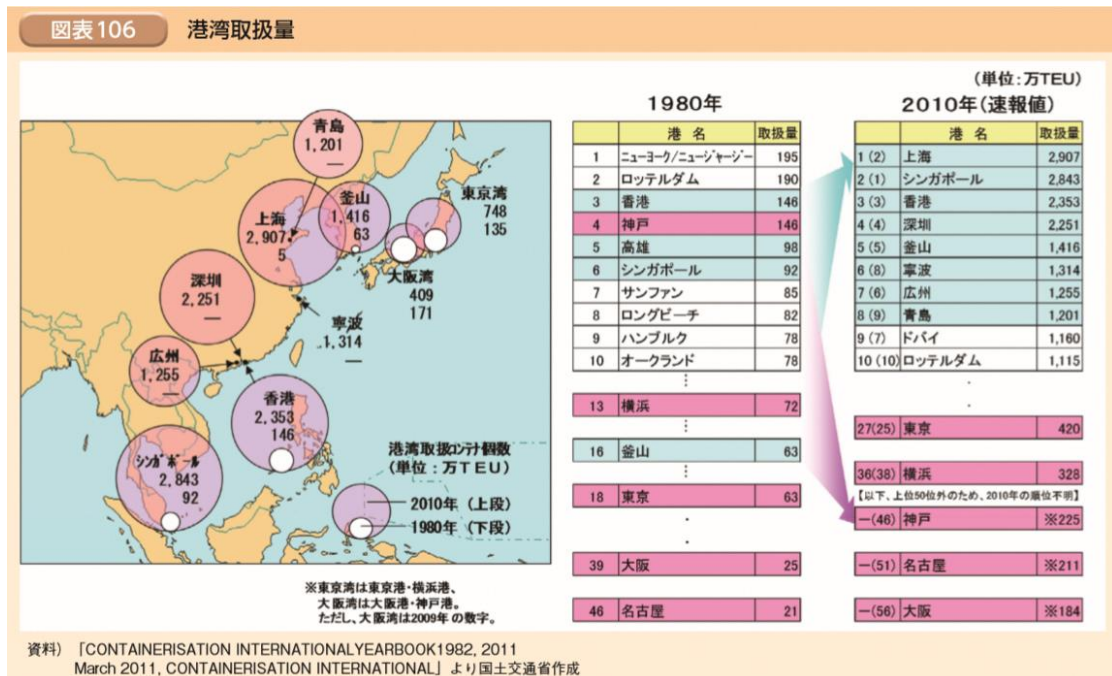 図表106 港湾取扱量
(単位:万TEU)
1980年
2010年(速報値)
青島
1,201
—
釜山
1,416
63
東京湾
748
135
上海
2,907
5
大阪湾
409
171
深圳
2,251
—
寧波
1,314
—
広州
1,255
—
香港
2,353
146
シンガポール
2,843
92
港湾取扱コンテナ個数
(単位:万TEU)
2010年(上段)
1980年(下段)
※東京湾は東京港・横浜港、
大阪湾は大阪港・神戸港。
ただし、大阪湾は2009年の数字。
港 名 取扱量
1 ニューヨーク/ニュージャージー 195
2 ロッテルダム 190
3 香港 146
4 神戸 146
5 高雄 98
6 シンガポール 92
7 サンファン 85
8 ロングビーチ 82
9 ハンブルク 78
10 オークランド 78
13 横浜 72
16 釜山 63
18 東京 63
39 大阪 25
46 名古屋 21
港 名 取扱量
1 (2) 上海 2,907
2 (1) シンガポール 2,843
3 (3) 香港 2,353
4 (4) 深圳 2,251
5 (5) 釜山 1,416
6 (8) 寧波 1,314
7 (6) 広州 1,255
8 (9) 青島 1,201
9 (7) ドバイ 1,160
10 (10) ロッテルダム 1,115
27(25) 東京 420
36(38) 横浜 328
【以下、上位50位外のため、2010年の順位不明】
—(46) 神戸 ※225
—(51) 名古屋 ※211
—(56) 大阪 ※184
資料)「CONTAINERISATION INTERNATIONALYEARBOOK1982, 2011
March 2011, CONTAINERISATION INTERNATIONAL」より国土交通省作成